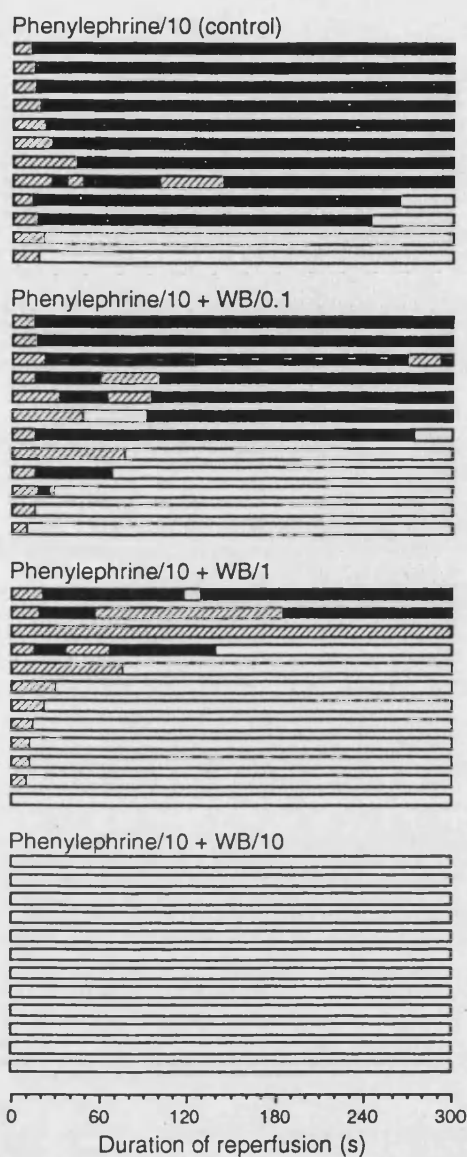 Phenylephrine/10 (control)
Phenylephrine/10 + WB/0.1
Phenylephrine/10 + WB/1
Phenylephrine/10 + WB/10
0 60 120 180 240 300
Duration of reperfusion (s)